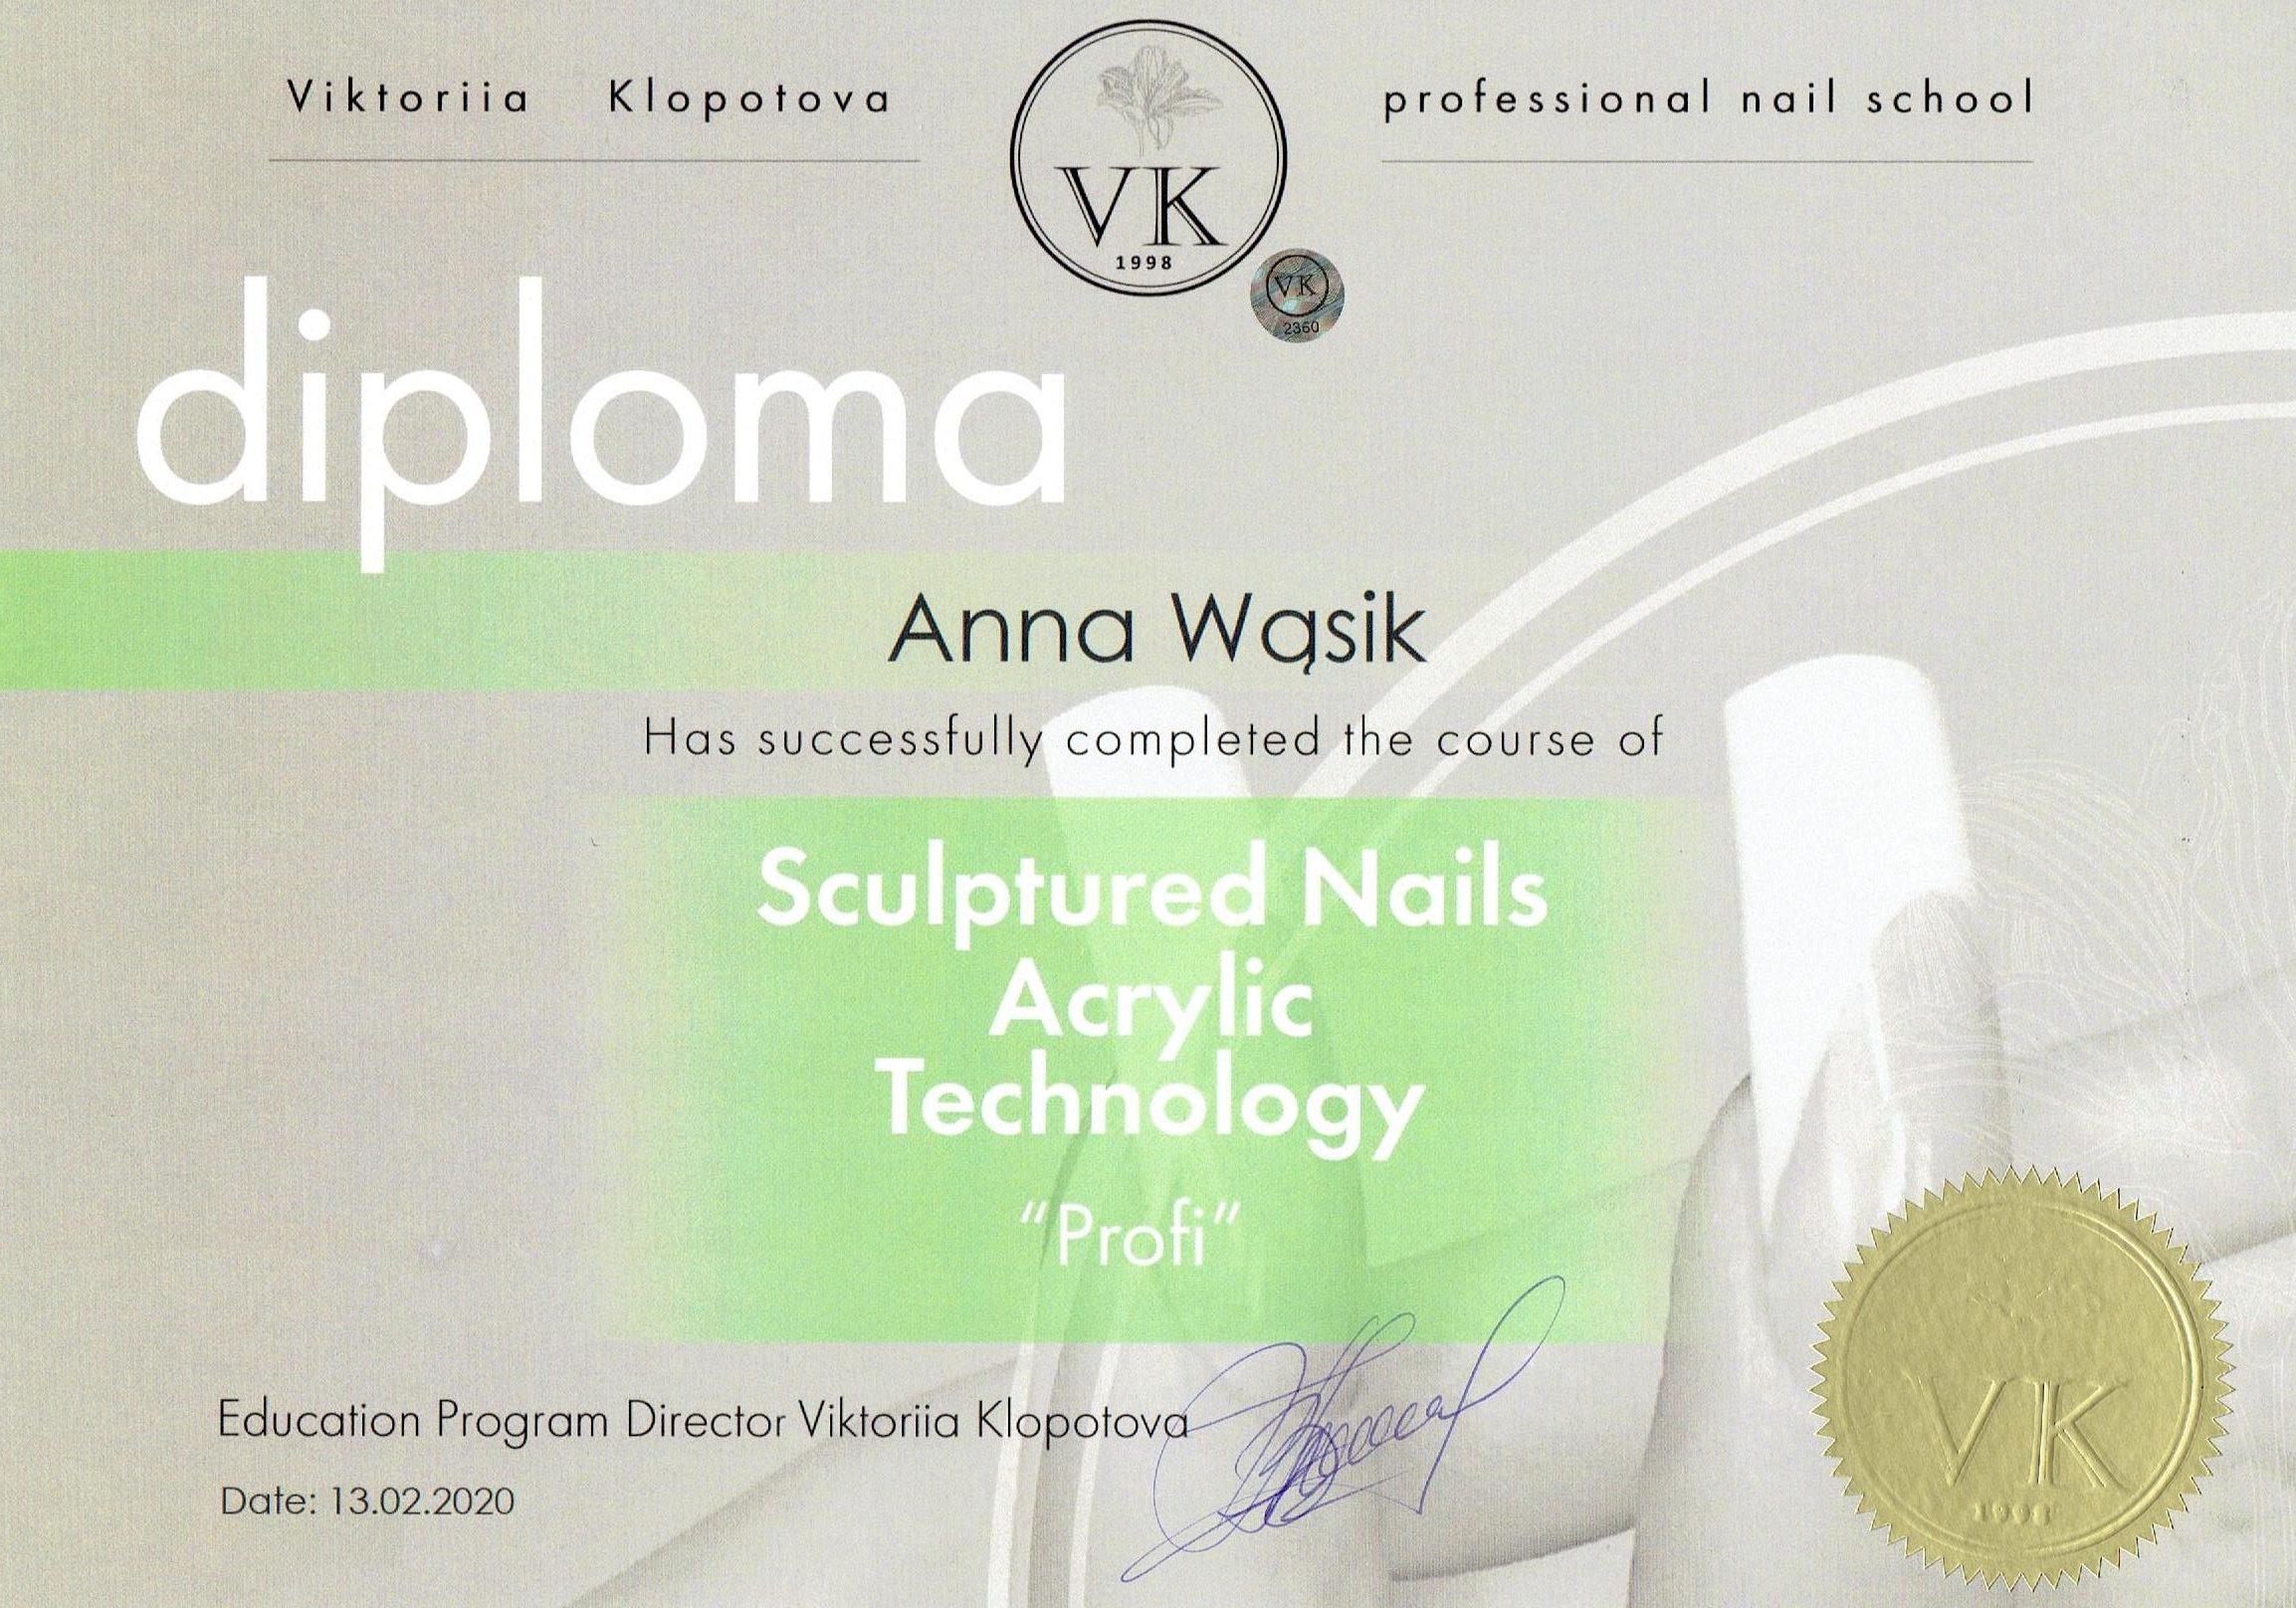 Viktoriia Klopotova
professional nail school
VK
1998
VK
2360
diploma
Anna Wąsik
Has successfully completed the course of
Sculptured Nails
Acrylic
Technology
“Profi”
Education Program Director Viktoriia Klopotova
Date: 13.02.2020
VK
1998